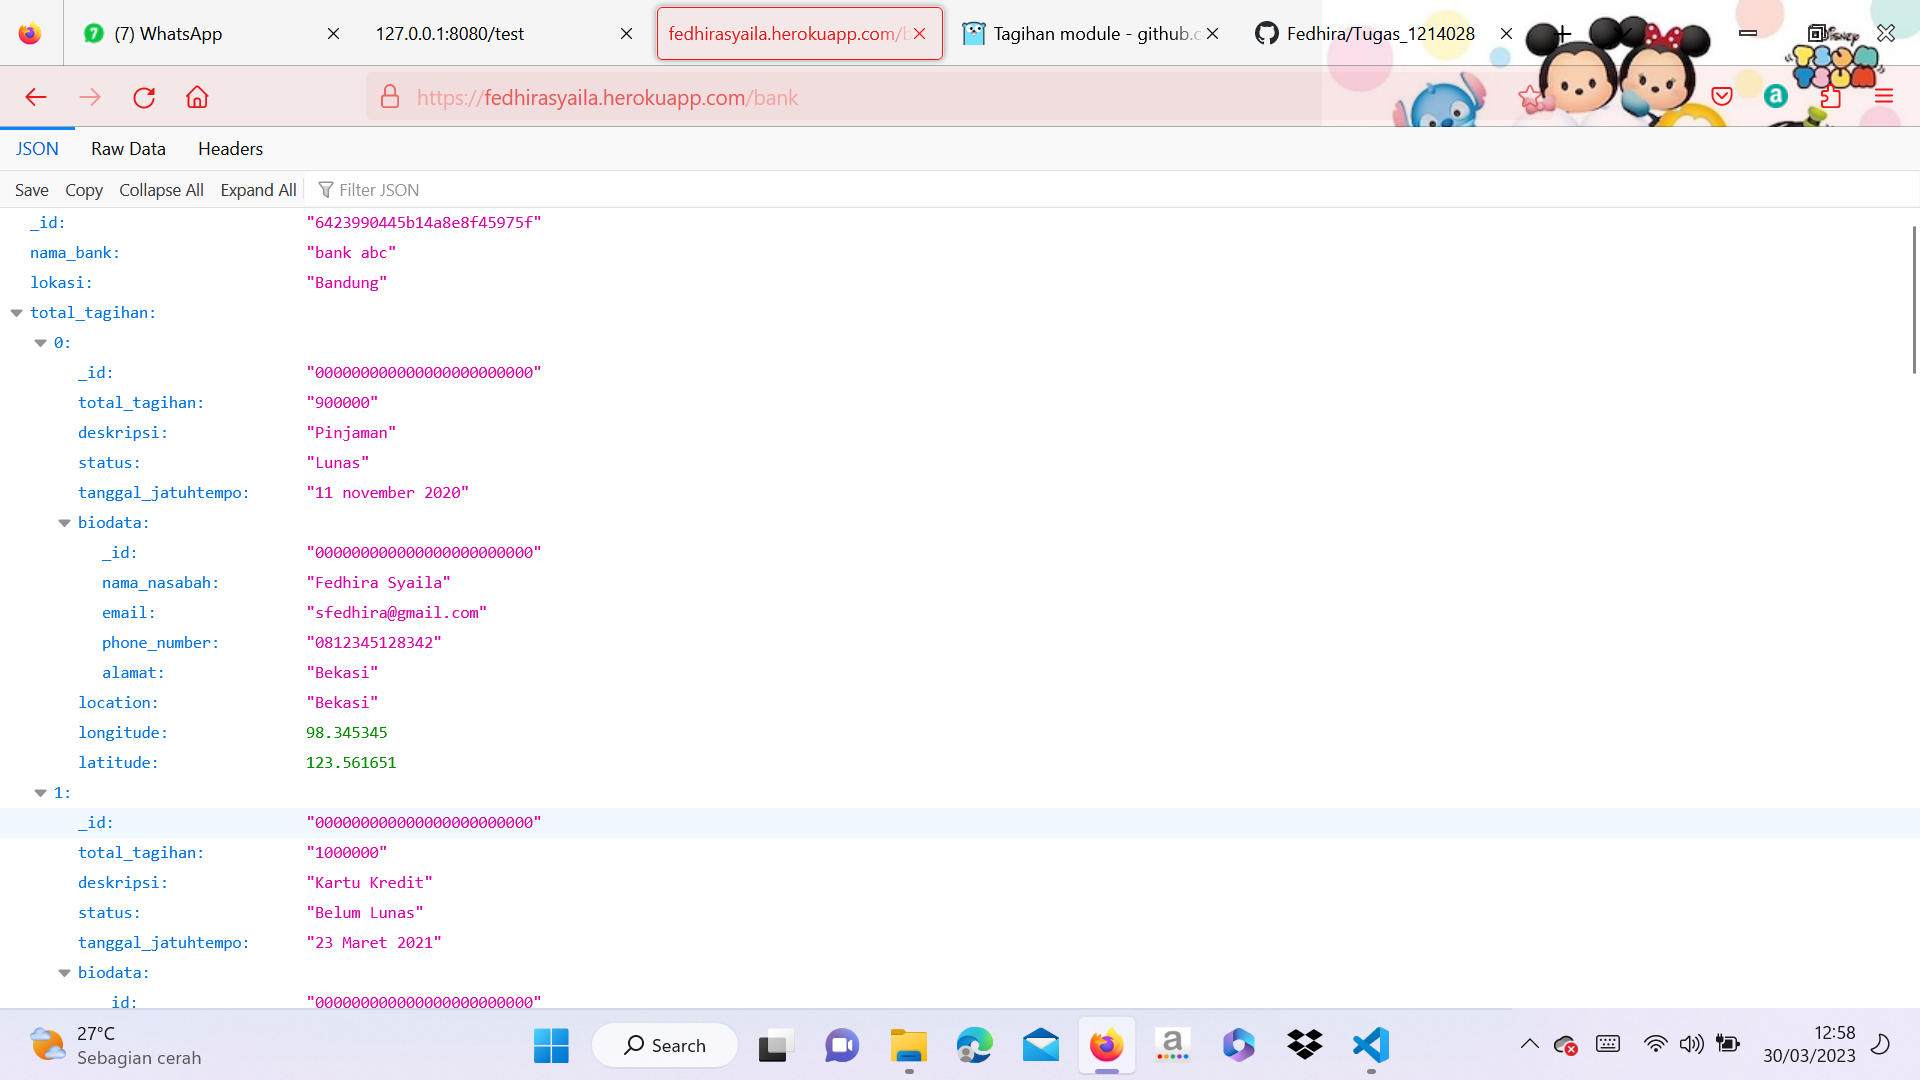 (7) WhatsApp
127.0.0.1:8080/test
fedhirasyaila.herokuapp.com/b
Tagihan module - github.c
Fedhira/Tugas_1214028
Disney
TSUM
TSUM
https://fedhirasyaila.herokuapp.com/bank
JSON Raw Data Headers
Save Copy Collapse All Expand All Filter JSON
_id: "6423990445b14a8e8f45975f"
nama_bank: "bank abc"
lokasi: "Bandung"
total_tagihan:
0:
_id: "000000000000000000000000"
total_tagihan: "900000"
deskripsi: "Pinjaman"
status: "Lunas"
tanggal_jatuhtempo: "11 november 2020"
biodata:
_id: "000000000000000000000000"
nama_nasabah: "Fedhira Syaila"
email: "sfedhira@gmail.com"
phone_number: "0812345128342"
alamat: "Bekasi"
location: "Bekasi"
longitude: 98.345345
latitude: 123.561651
1:
_id: "000000000000000000000000"
total_tagihan: "1000000"
deskripsi: "Kartu Kredit"
status: "Belum Lunas"
tanggal_jatuhtempo: "23 Maret 2021"
biodata:
_id: "000000000000000000000000"
27°C
Sebagian cerah
Search
12:58
30/03/2023